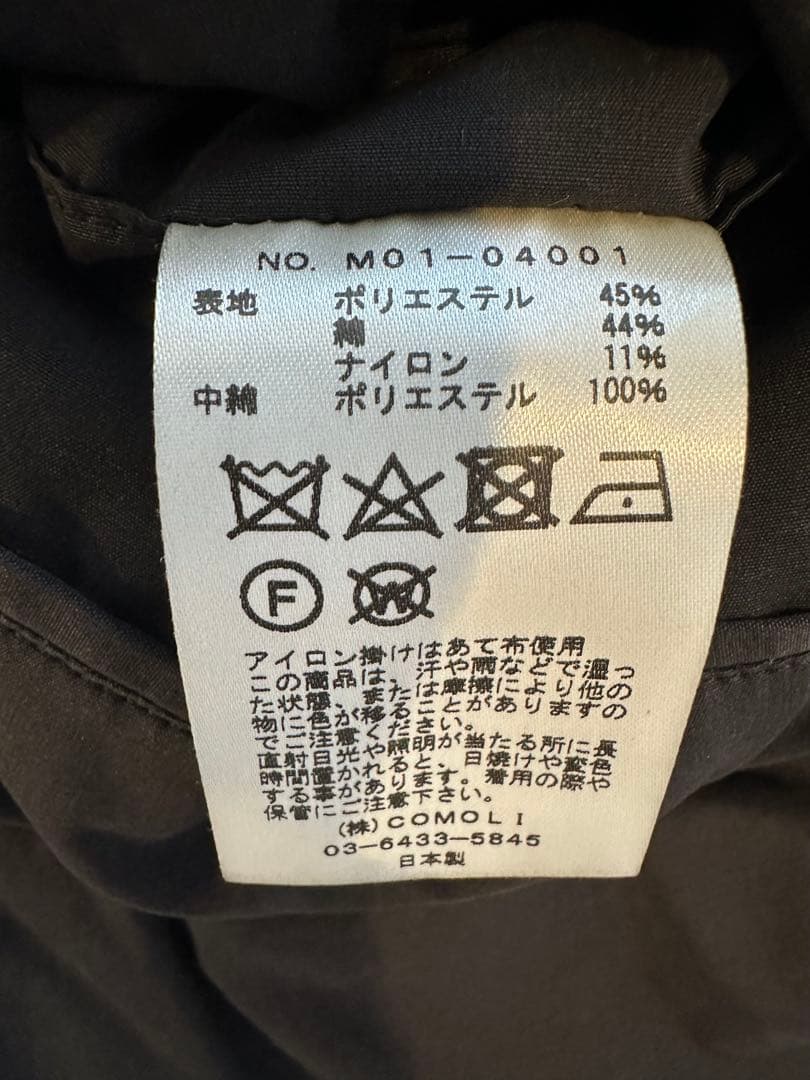 NO. M01-04001
表地 ポリエステル 45%
綿 44%
ナイロン 11%
中綿 ポリエステル 100%
F W
アイロン掛けはあて布使用
この商品は、汗や雨などで湿っ
た状態、または摩擦により他の
物に色が移ることがありますの
でご注意ください。
直射日光や照明が当たる所に長
時間置かれると、日焼けや変色
する事があります。着用の際や
保管にご注意下さい。
(株)COMOLI
03-6433-5845
日本製